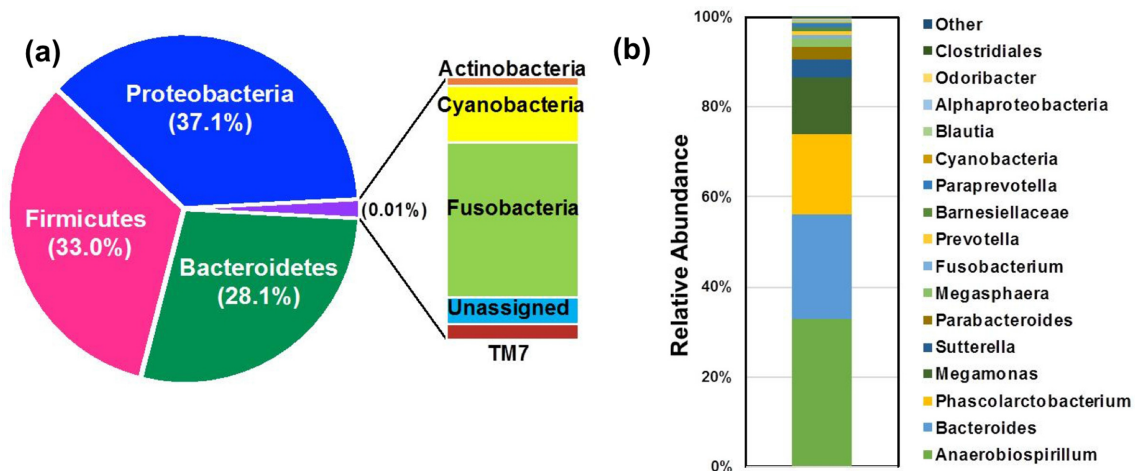 (a)
Proteobacteria
(37.1%)
Firmicutes
(33.0%)
Bacteroidetes
(28.1%)
(0.01%)
Actinobacteria
Cyanobacteria
Fusobacteria
Unassigned
TM7
(b)
Relative Abundance
100%
80%
60%
40%
20%
0%
Other
Clostridiales
Odoribacter
Alphaproteobacteria
Blautia
Cyanobacteria
Paraprevotella
Barnesiellaceae
Prevotella
Fusobacterium
Megasphaera
Parabacteroides
Sutterella
Megamonas
Phascolarctobacterium
Bacteroides
Anaerobiospirillum